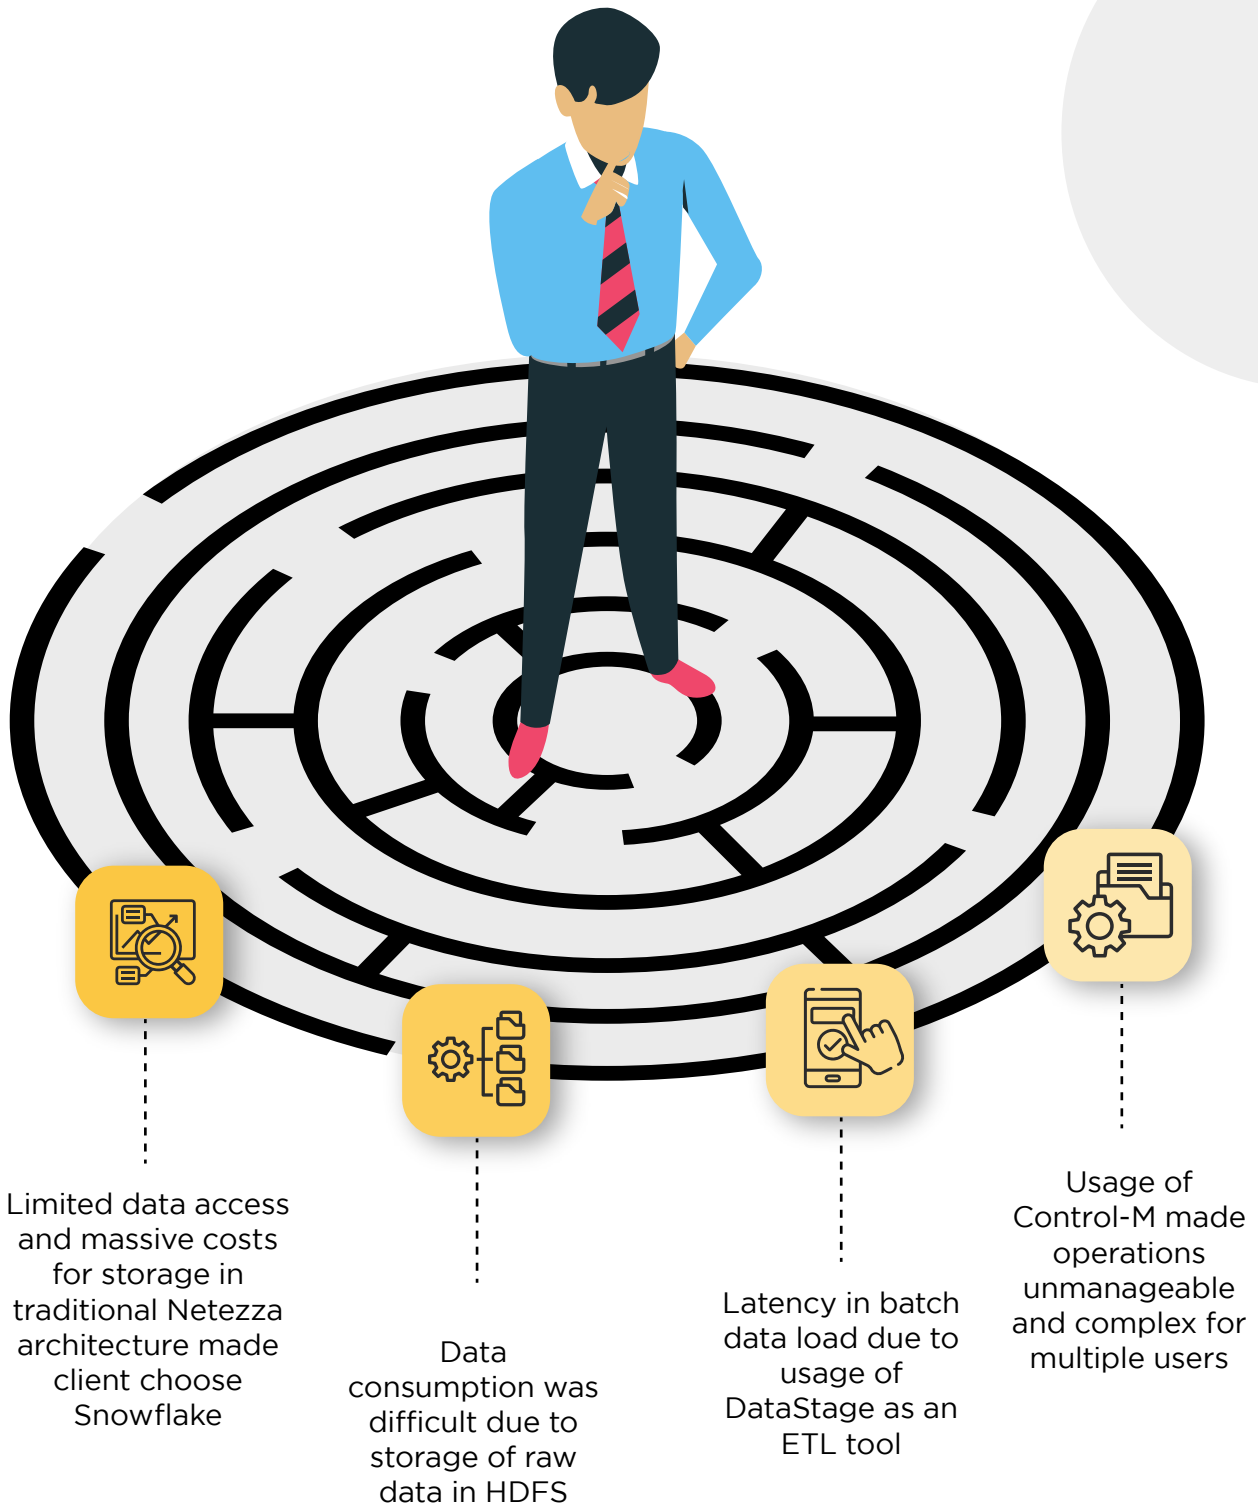 Limited data access
and massive costs
for storage in
traditional Netezza
architecture made
client choose
Snowflake
Data
consumption was
difficult due to
storage of raw
data in HDFS
Latency in batch
data load due to
usage of
DataStage as an
ETL tool
Usage of
Control-M made
operations
unmanageable
and complex for
multiple users